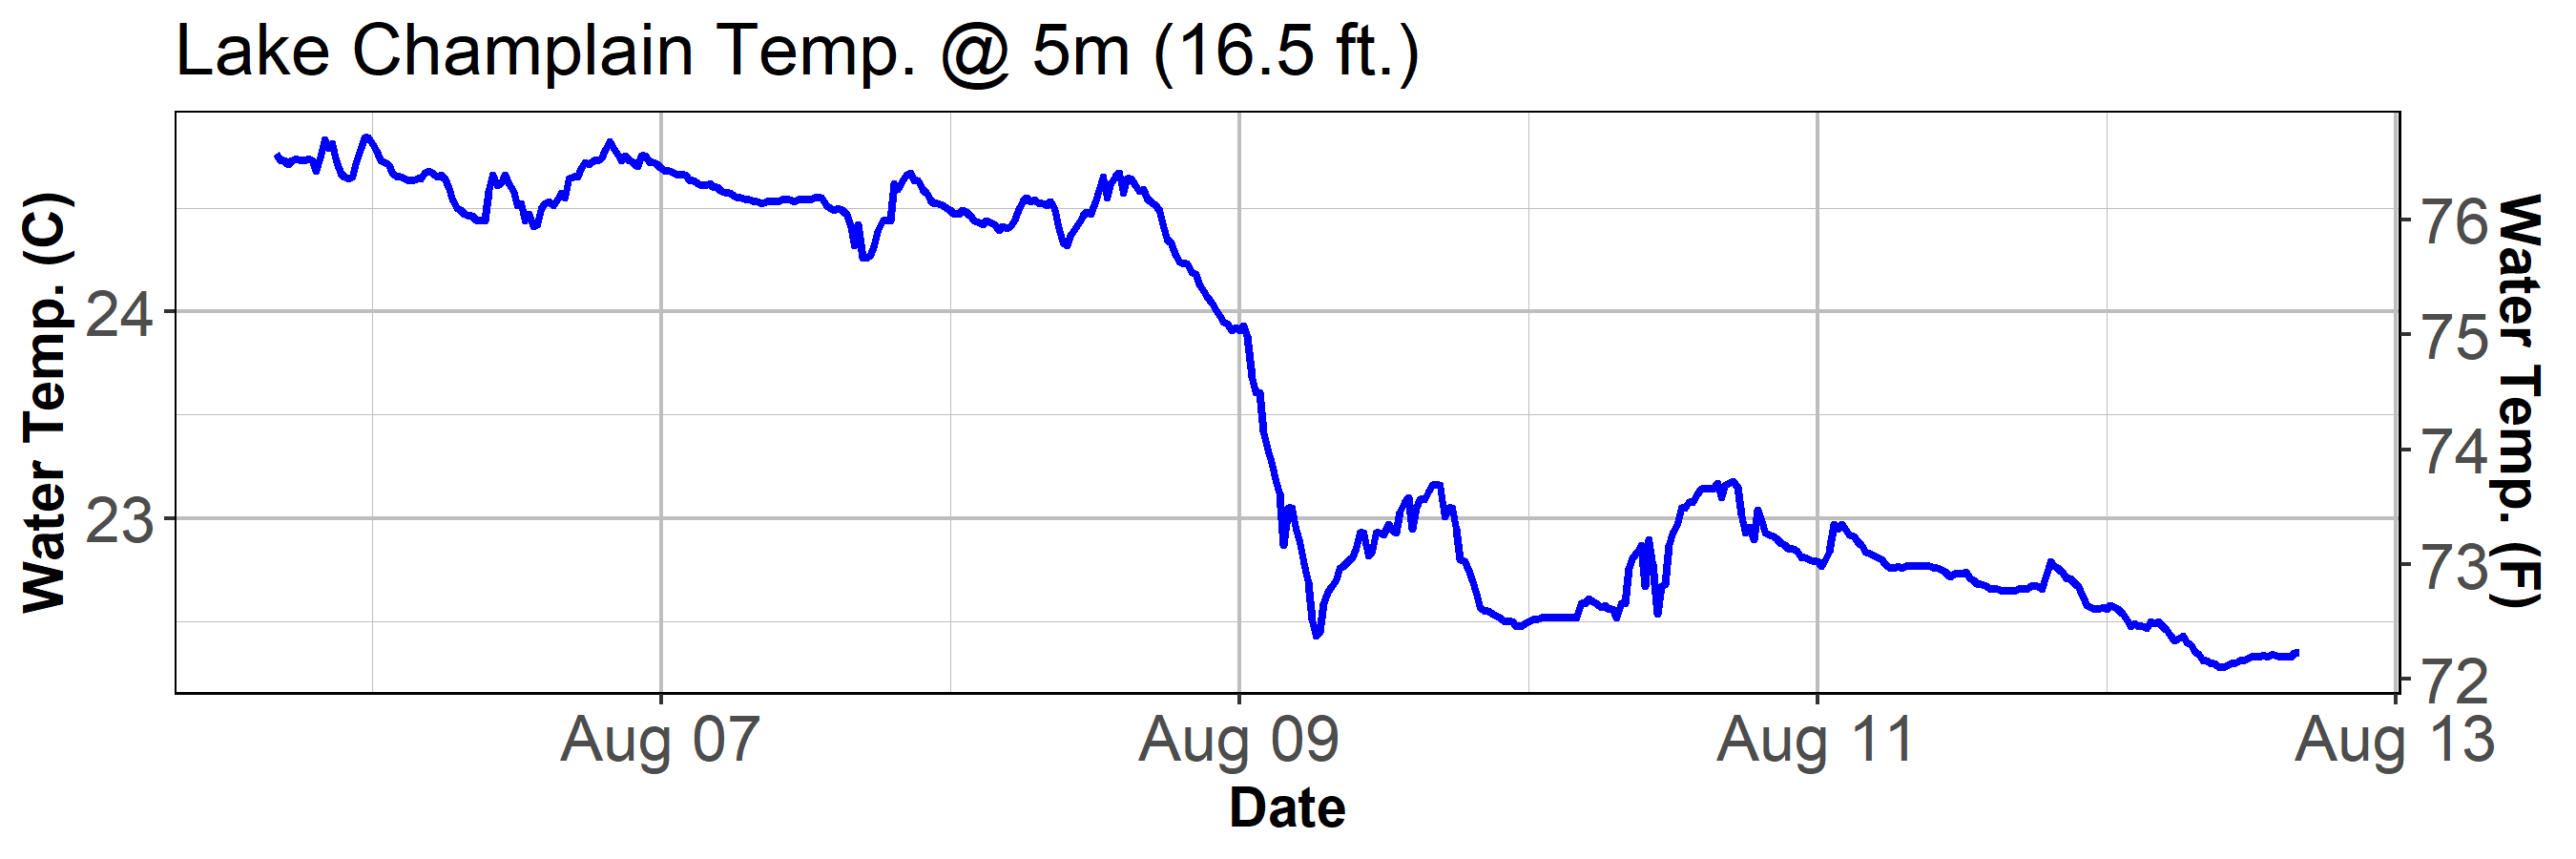 Lake Champlain Temp. @ 5m (16.5 ft.)
Water Temp. (C)
24
23
76
75
74
73
72
Water Temp. (F)
Aug 07 Aug 09 Aug 11 Aug 13
Date